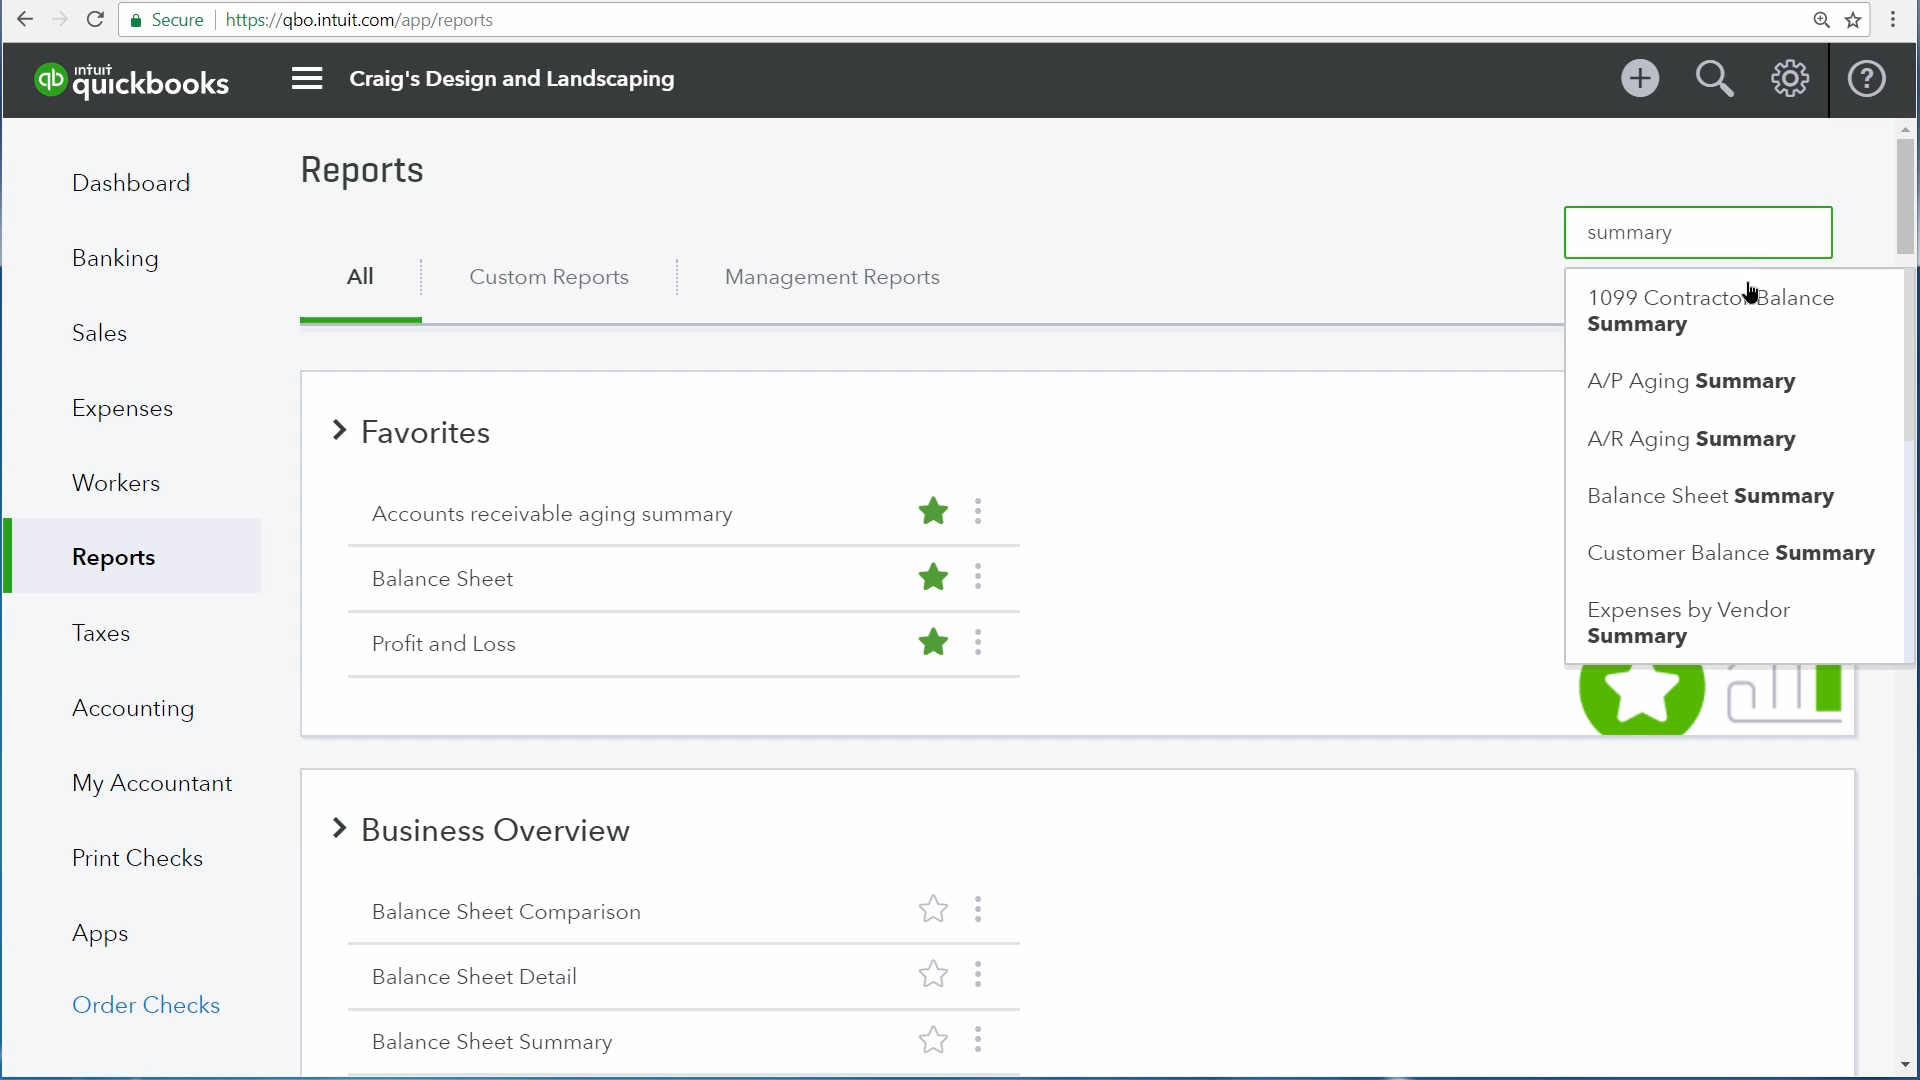 Secure
https://qbo.intuit.com/app/reports
qb intuit quickbooks
Craig's Design and Landscaping
?
Dashboard
Banking
Sales
Expenses
Workers
Reports
Taxes
Accounting
My Accountant
Print Checks
Apps
Order Checks
Reports
All
Custom Reports
Management Reports
summary
1099 Contractor Balance
Summary
A/P Aging Summary
A/R Aging Summary
Balance Sheet Summary
Customer Balance Summary
Expenses by Vendor
Summary
Favorites
Accounts receivable aging summary
Balance Sheet
Profit and Loss
Business Overview
Balance Sheet Comparison
Balance Sheet Detail
Balance Sheet Summary